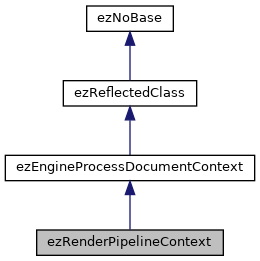 ezNoBase
ezReflectedClass
ezEngineProcessDocumentContext
ezRenderPipelineContext